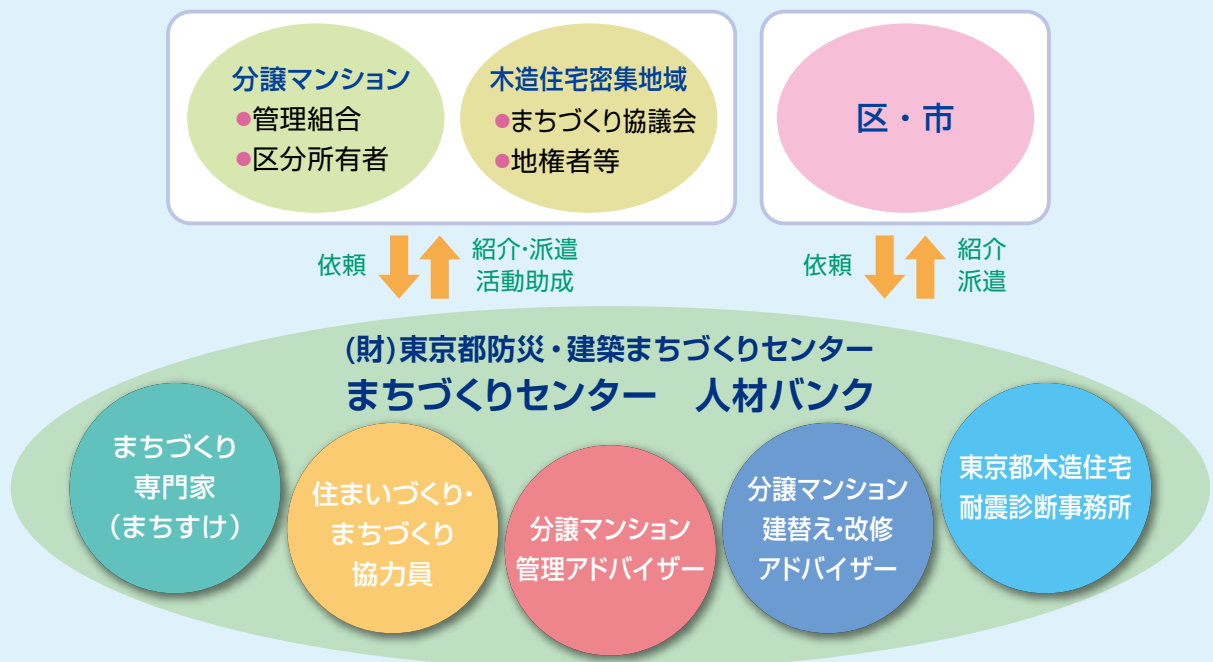 分譲マンション
●管理組合
●区分所有者
木造住宅密集地域
●まちづくり協議会
●地権者等
区・市
依頼
紹介・派遣
活動助成
依頼
紹介
派遣
(財)東京都防災・建築まちづくりセンター
まちづくりセンター　人材バンク
まちづくり
専門家
（まちすけ）
住まいづくり・
まちづくり
協力員
分譲マンション
管理アドバイザー
分譲マンション
建替え・改修
アドバイザー
東京都木造住宅
耐震診断事務所